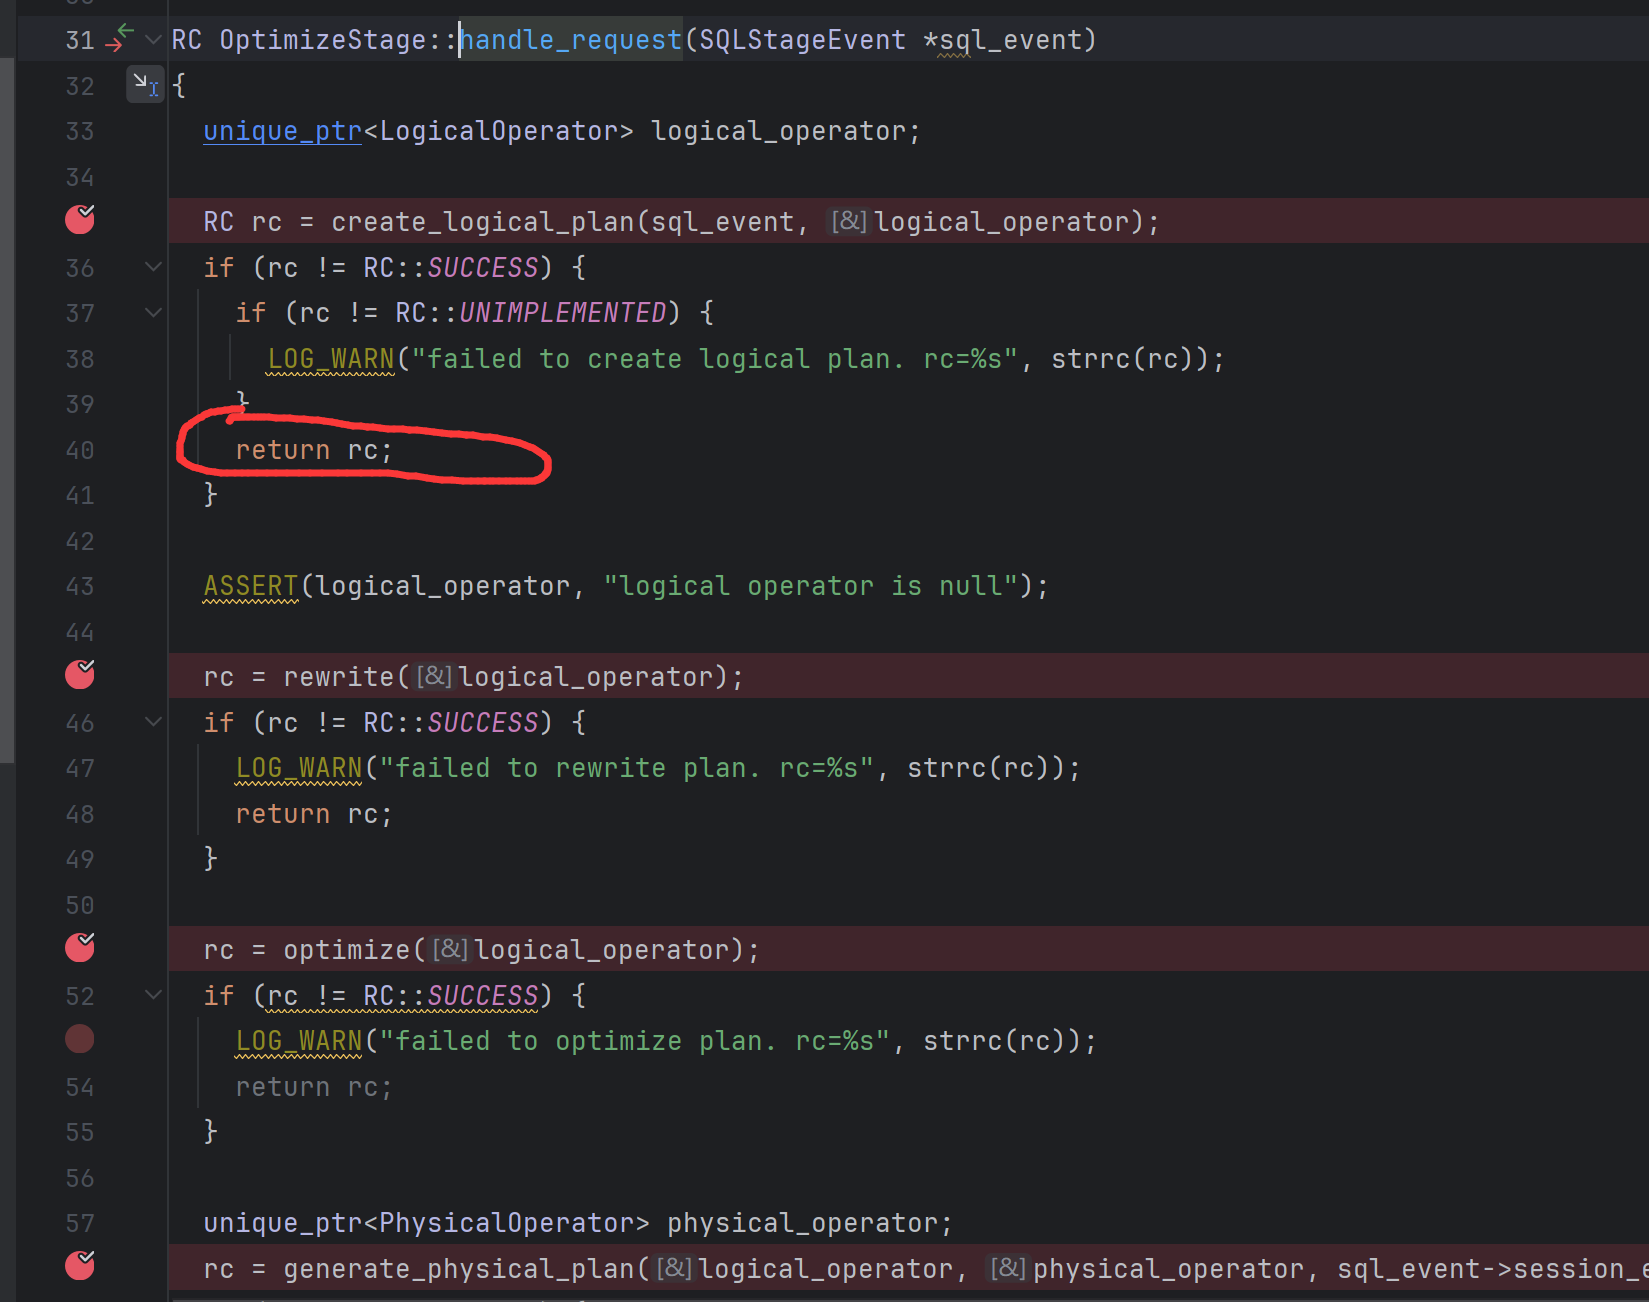 31 RC OptimizeStage::handle_request(SQLStageEvent *sql_event)
32 {
33 unique_ptr<LogicalOperator> logical_operator;
34
RC rc = create_logical_plan(sql_event, [&]logical_operator);
36 if (rc != RC::SUCCESS) {
37 if (rc != RC::UNIMPLEMENTED) {
38 LOG_WARN("failed to create logical plan. rc=%s", strrc(rc));
39 }
40 return rc;
41 }
42
43 ASSERT(logical_operator, "logical operator is null");
44
rc = rewrite([&]logical_operator);
46 if (rc != RC::SUCCESS) {
47 LOG_WARN("failed to rewrite plan. rc=%s", strrc(rc));
48 return rc;
49 }
50
rc = optimize([&]logical_operator);
52 if (rc != RC::SUCCESS) {
LOG_WARN("failed to optimize plan. rc=%s", strrc(rc));
54 return rc;
55 }
56
57 unique_ptr<PhysicalOperator> physical_operator;
rc = generate_physical_plan([&]logical_operator, [&]physical_operator, sql_event->session_e